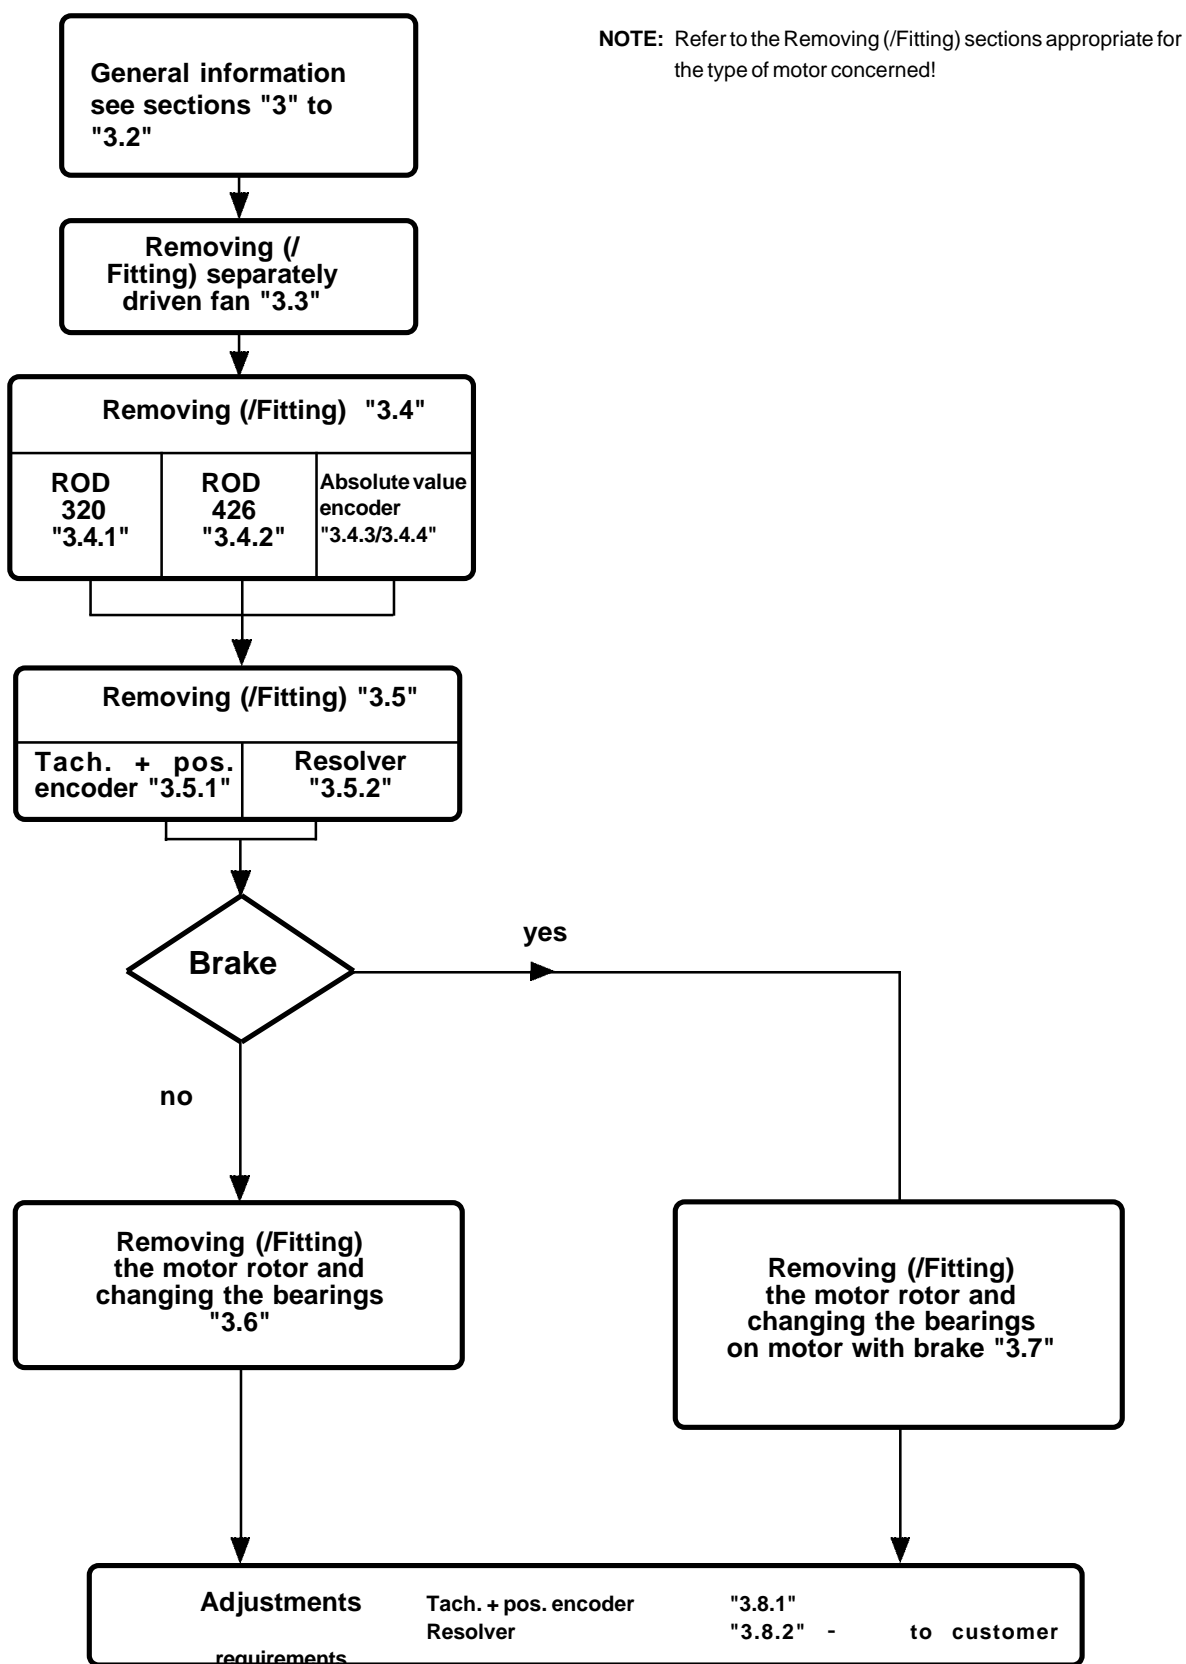 NOTE: Refer to the Removing (/Fitting) sections appropriate for
the type of motor concerned!
General information
see sections "3" to
"3.2"
Removing (/
Fitting) separately
driven fan "3.3"
Removing (/Fitting) "3.4"
ROD
320
"3.4.1"
ROD
426
"3.4.2"
Absolute value
encoder
"3.4.3/3.4.4"
Removing (/Fitting) "3.5"
Tach. + pos.
encoder "3.5.1"
Resolver
"3.5.2"
Brake
yes
no
Removing (/Fitting)
the motor rotor and
changing the bearings
"3.6"
Removing (/Fitting)
the motor rotor and
changing the bearings
on motor with brake "3.7"
Adjustments Tach. + pos. encoder "3.8.1"
Resolver "3.8.2" - to customer
requirements